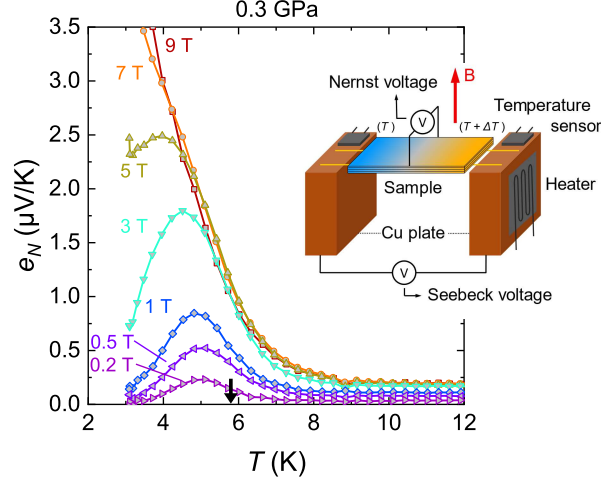 0.3 GPa
3.5
3.0
2.5
2.0
1.5
1.0
0.5
0.0
e_N (μV/K)
2
4
6
8
10
12
T (K)
9 T
7 T
5 T
3 T
1 T
0.5 T
0.2 T
Nernst voltage
B
Temperature
sensor
(T)
V
(T + ΔT)
Sample
Heater
Cu plate
V
Seebeck voltage